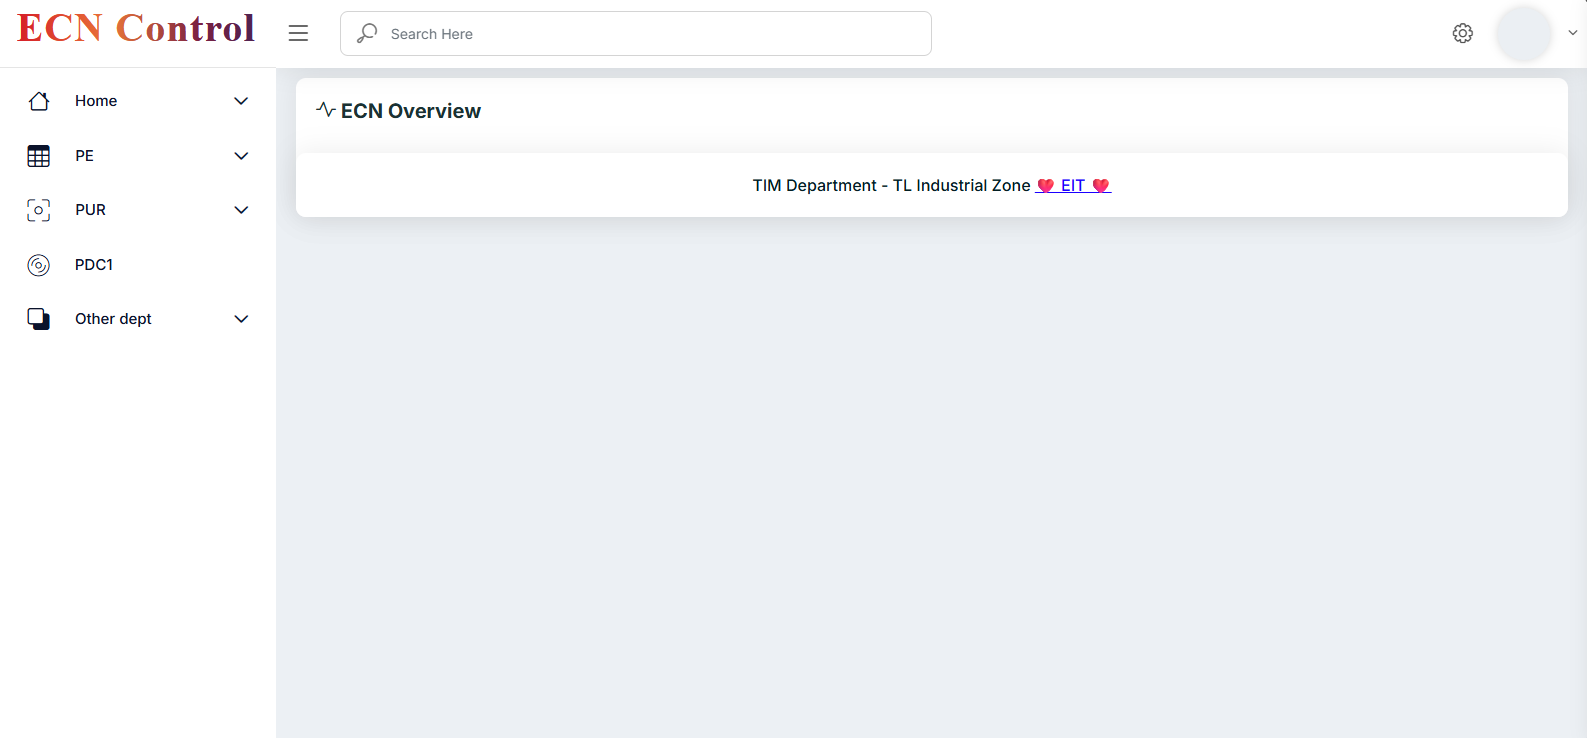 ECN Control
Search Here
Home
PE
PUR
PDC1
Other dept
ECN Overview
TIM Department - TL Industrial Zone ❤️ EIT ❤️